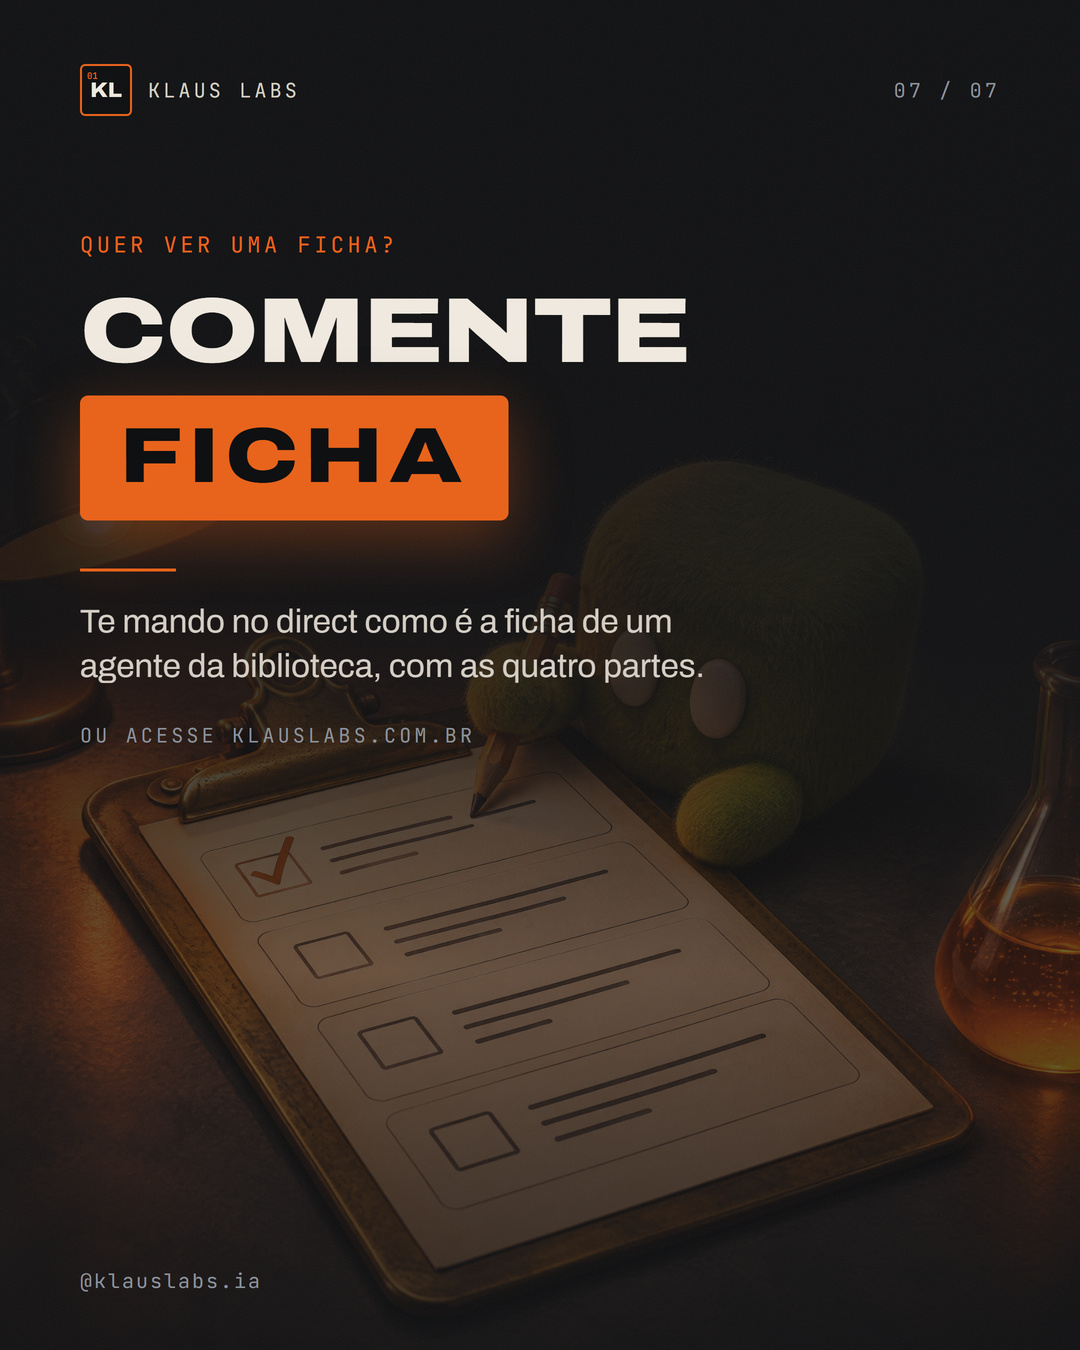 01
KL
KLAUS LABS
07 / 07
QUER VER UMA FICHA?
COMENTE
FICHA
Te mando no direct como é a ficha de um
agente da biblioteca, com as quatro partes.
OU ACESSE KLAUSLABS.COM.BR
@klauslabs.ia